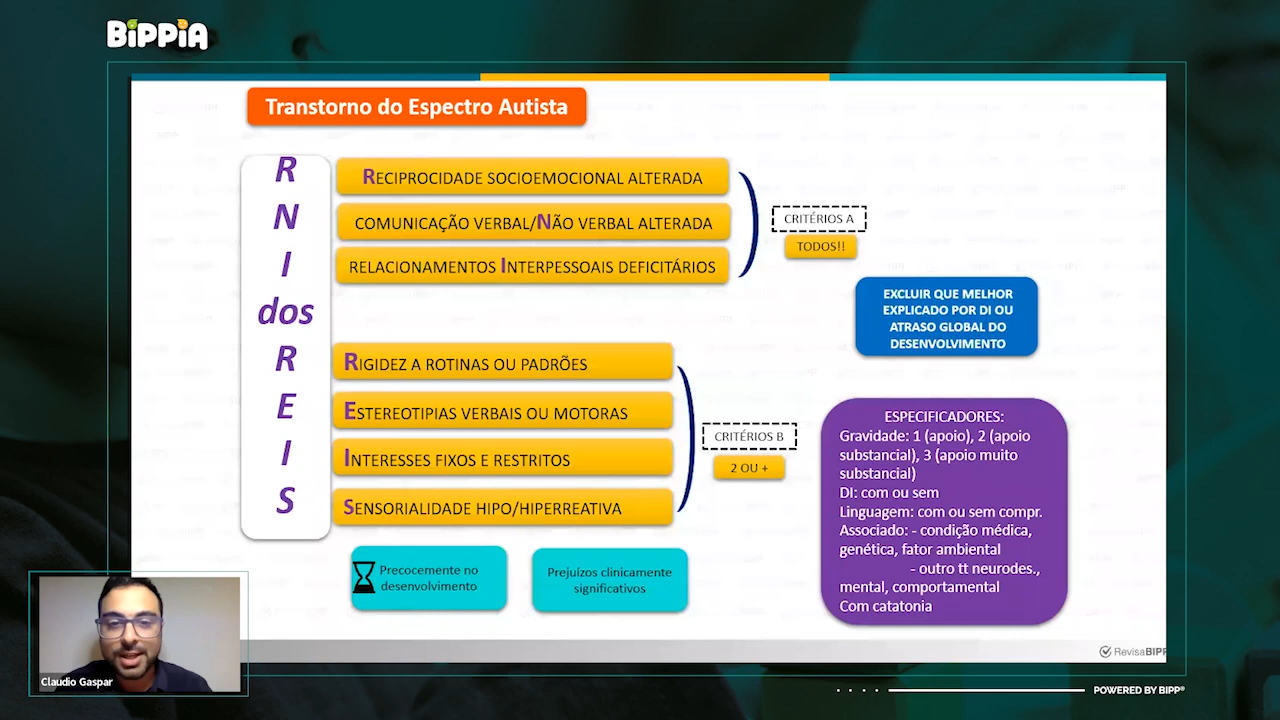 BiPPiA
Transtorno do Espectro Autista
R
N
I
dos
R
E
I
S
RECIPROCIDADE SOCIOEMOCIONAL ALTERADA
COMUNICAÇÃO VERBAL/NÃO VERBAL ALTERADA
RELACIONAMENTOS INTERPESSOAIS DEFICITÁRIOS
CRITÉRIOS A
TODOS!!
EXCLUIR QUE MELHOR
EXPLICADO POR DI OU
ATRASO GLOBAL DO
DESENVOLVIMENTO
RIGIDEZ A ROTINAS OU PADRÕES
ESTEREOTIPIAS VERBAIS OU MOTORAS
INTERESSES FIXOS E RESTRITOS
SENSORIALIDADE HIPO/HIPERREATIVA
CRITÉRIOS B
2 OU +
ESPECIFICADORES:
Gravidade: 1 (apoio), 2 (apoio
substancial), 3 (apoio muito
substancial)
DI: com ou sem
Linguagem: com ou sem compr.
Associado: - condição médica,
genética, fator ambiental
- outro tt neurodes.,
mental, comportamental
Com catatonia
Precocemente no
desenvolvimento
Prejuízos clinicamente
significativos
Claudio Gaspar
RevisaBIPP
POWERED BY BIPP®